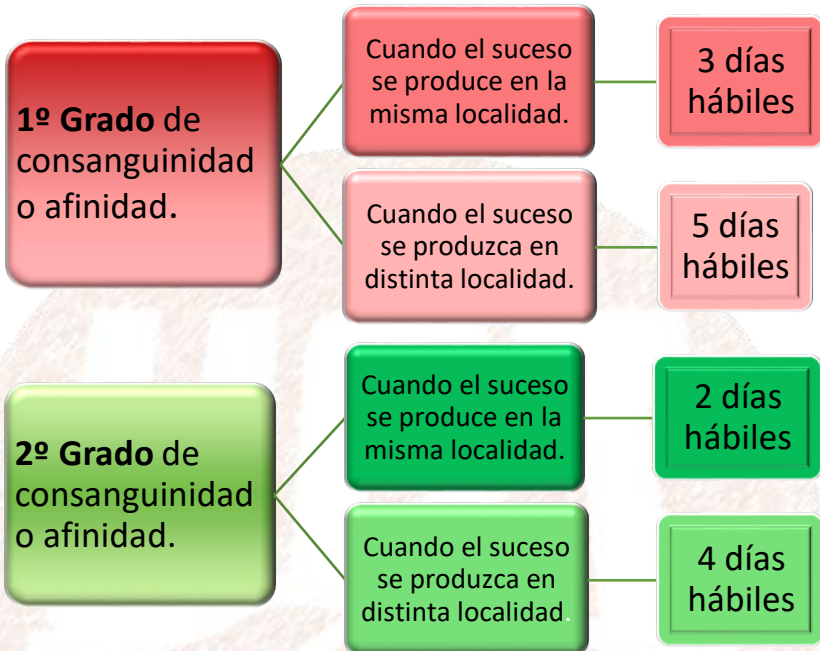 1º Grado de
consanguinidad
o afinidad.
Cuando el suceso
se produce en la
misma localidad.
3 días
hábiles
Cuando el suceso
se produzca en
distinta localidad.
5 días
hábiles
2º Grado de
consanguinidad
o afinidad.
Cuando el suceso
se produce en la
misma localidad.
2 días
hábiles
Cuando el suceso
se produzca en
distinta localidad.
4 días
hábiles